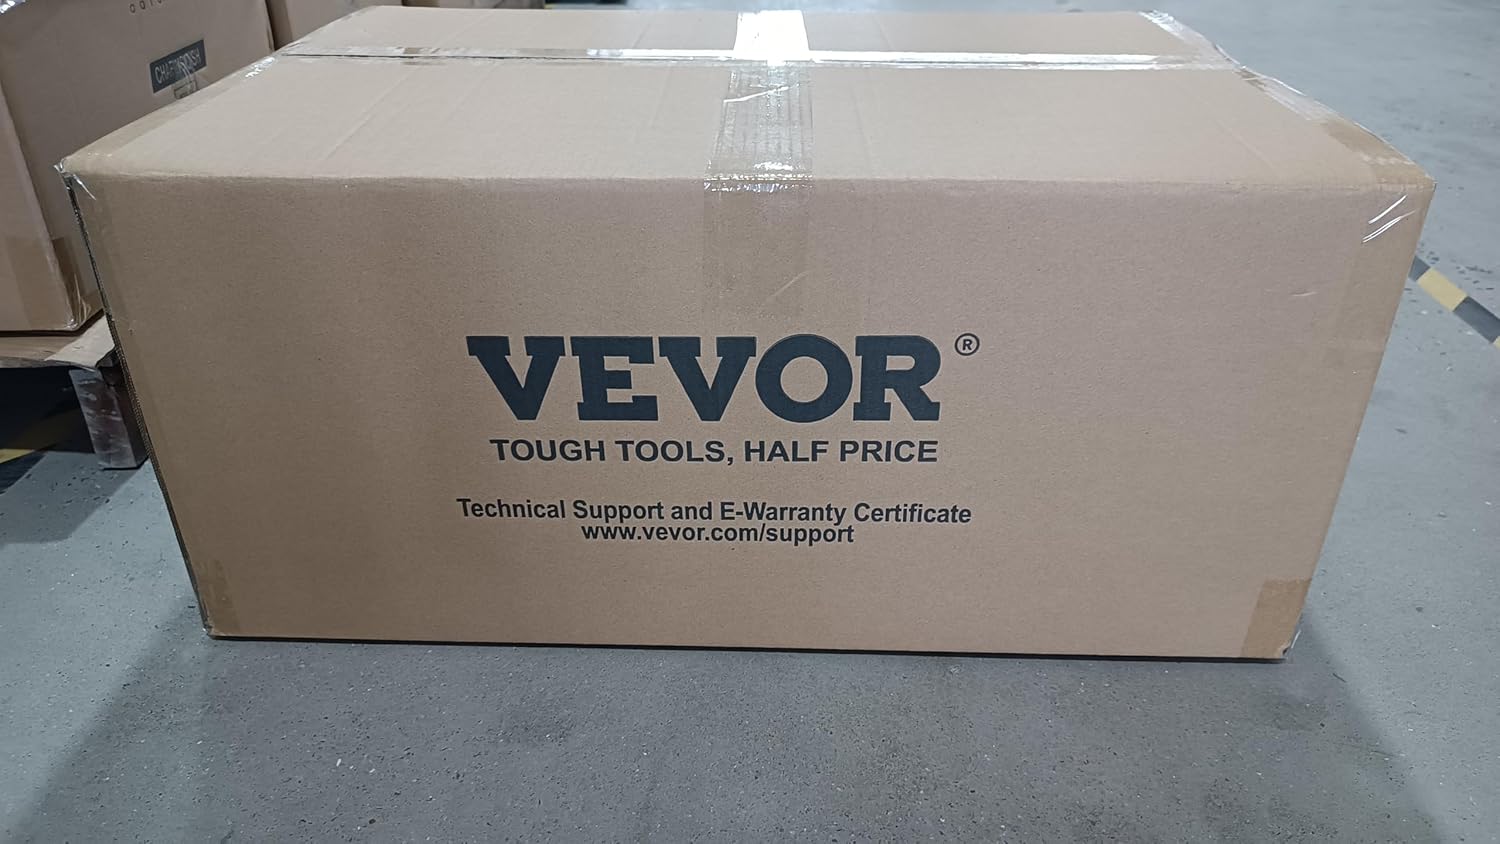 VEVOR®
TOUGH TOOLS, HALF PRICE
Technical Support and E-Warranty Certificate
www.vevor.com/support